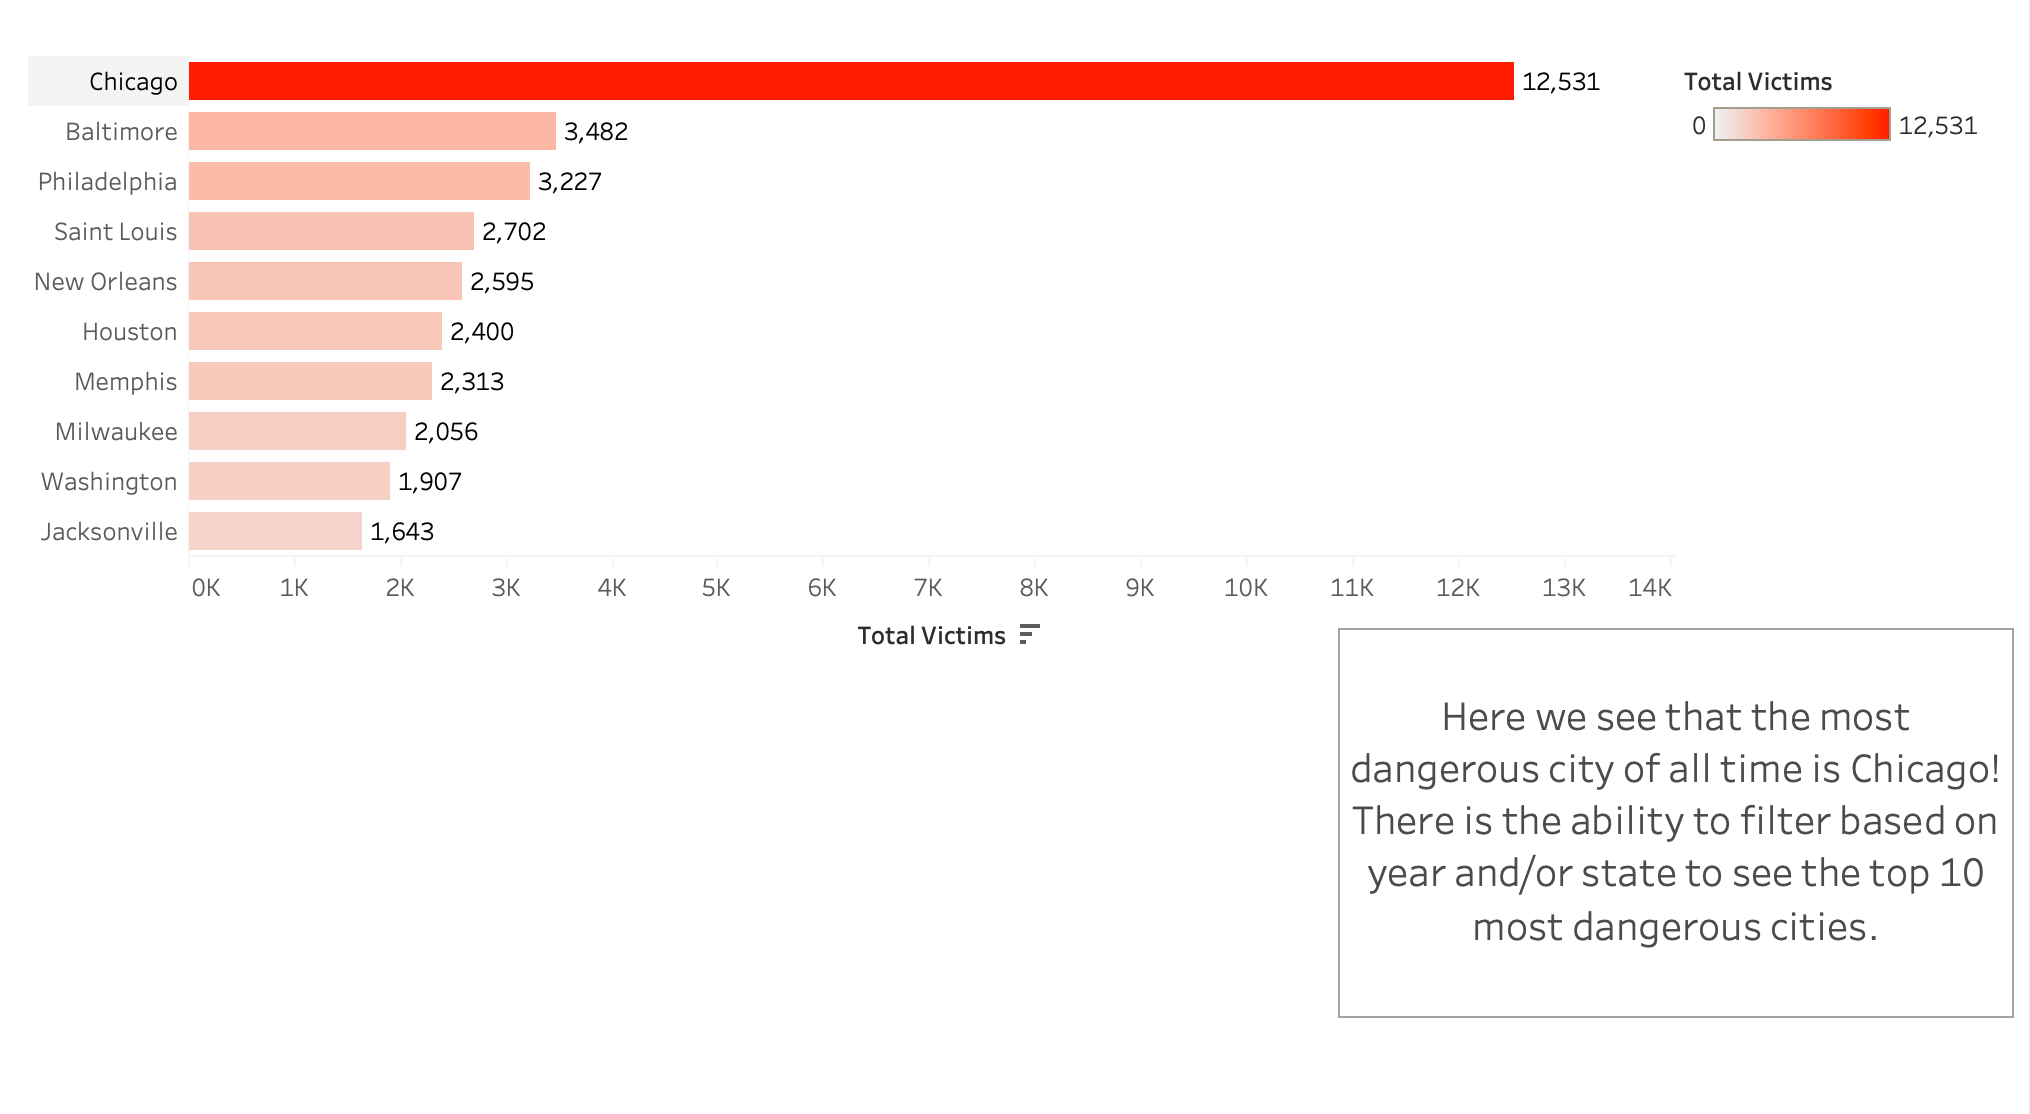 Chicago 12,531
Baltimore 3,482
Philadelphia 3,227
Saint Louis 2,702
New Orleans 2,595
Houston 2,400
Memphis 2,313
Milwaukee 2,056
Washington 1,907
Jacksonville 1,643
0K 1K 2K 3K 4K 5K 6K 7K 8K 9K 10K 11K 12K 13K 14K
Total Victims
Total Victims
0 12,531
Here we see that the most
dangerous city of all time is Chicago!
There is the ability to filter based on
year and/or state to see the top 10
most dangerous cities.